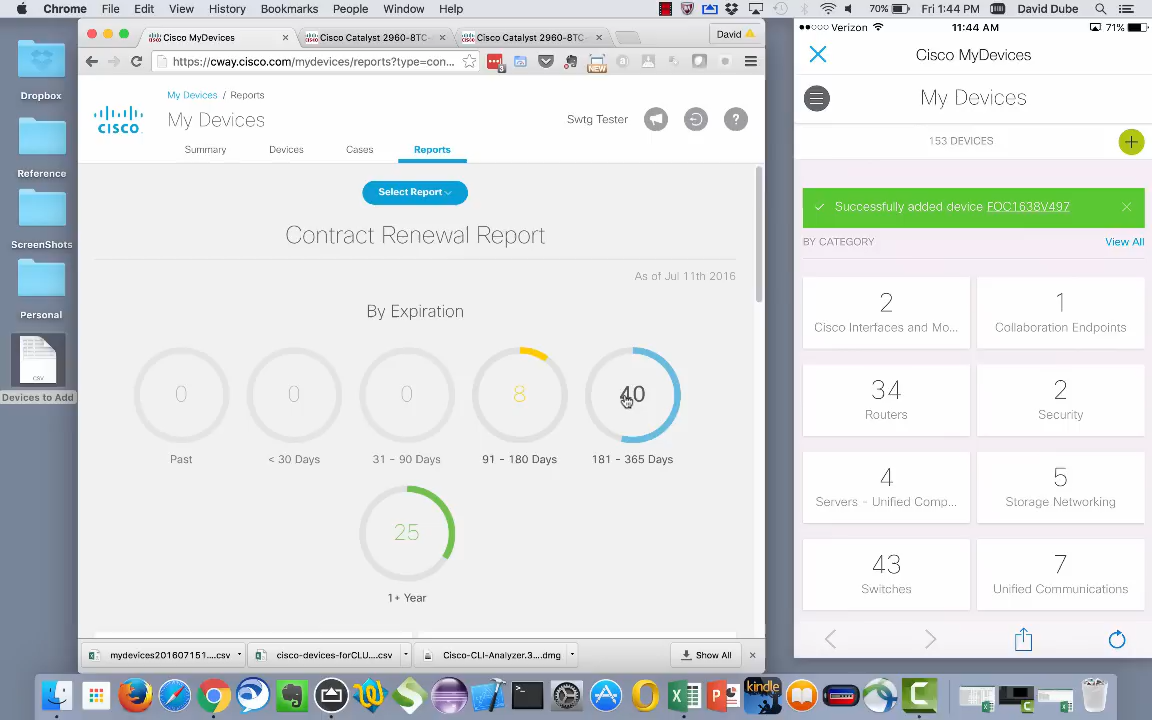 Chrome File Edit View History Bookmarks People Window Help
70% Fri 1:44 PM David Dube
Dropbox
Reference
ScreenShots
Personal
csv
Devices to Add
Cisco MyDevices × Cisco Catalyst 2960-8TC- × Cisco Catalyst 2960-8TC- ×
David
https://cway.cisco.com/mydevices/reports?type=con...
NEW
CISCO
My Devices / Reports
My Devices
Swtg Tester ?
Summary Devices Cases Reports
Select Report
Contract Renewal Report
As of Jul 11th 2016
By Expiration
0 0 0 8 40
Past < 30 Days 31 - 90 Days 91 - 180 Days 181 - 365 Days
25
1+ Year
mydevices201607151....csv cisco-devices-forCLU....csv Cisco-CLI-Analyzer.3....dmg Show All ×
Verizon 11:44 AM 71%
Cisco MyDevices
My Devices
153 DEVICES
Successfully added device FOC1638V497
BY CATEGORY View All
2 1
Cisco Interfaces and Mo... Collaboration Endpoints
34 2
Routers Security
4 5
Servers - Unified Comp... Storage Networking
43 7
Switches Unified Communications
kindle